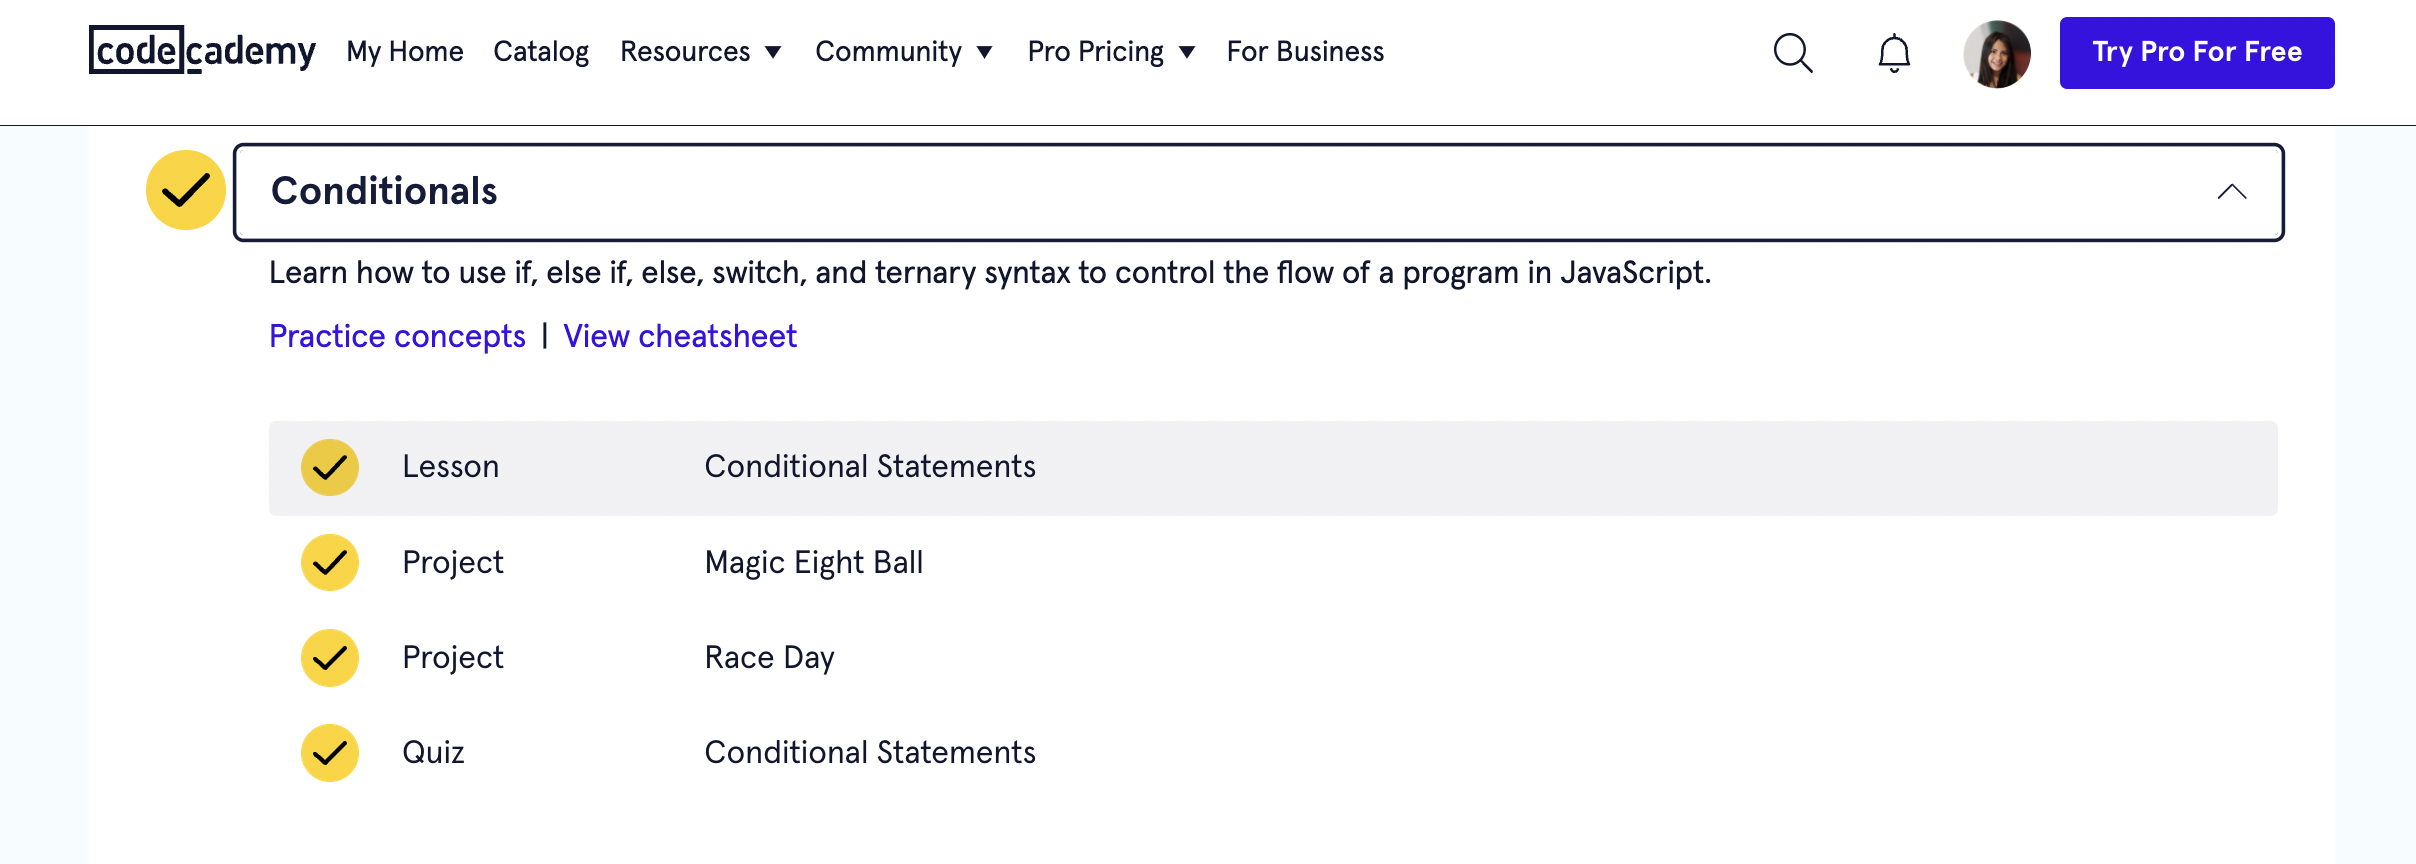 codecademy My Home Catalog Resources Community Pro Pricing For Business Try Pro For Free
Conditionals
Learn how to use if, else if, else, switch, and ternary syntax to control the flow of a program in JavaScript.
Practice concepts | View cheatsheet
Lesson Conditional Statements
Project Magic Eight Ball
Project Race Day
Quiz Conditional Statements